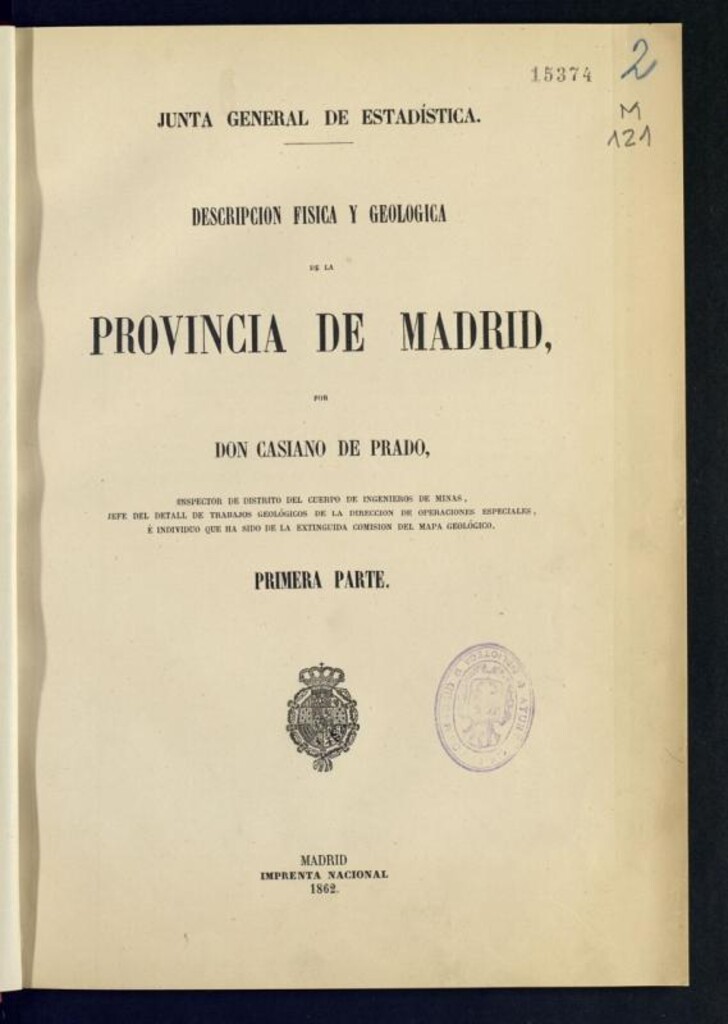 15374
2
M
121
JUNTA GENERAL DE ESTADÍSTICA.
DESCRIPCION FISICA Y GEOLOGICA
DE LA
PROVINCIA DE MADRID,
POR
DON CASIANO DE PRADO,
INSPECTOR DE DISTRITO DEL CUERPO DE INGENIEROS DE MINAS,
JEFE DEL DETALL DE TRABAJOS GEOLÓGICOS DE LA DIRECCION DE OPERACIONES ESPECIALES,
É INDIVIDUO QUE HA SIDO DE LA EXTINGUIDA COMISION DEL MAPA GEOLÓGICO.
PRIMERA PARTE.
MADRID
IMPRENTA NACIONAL
1862.